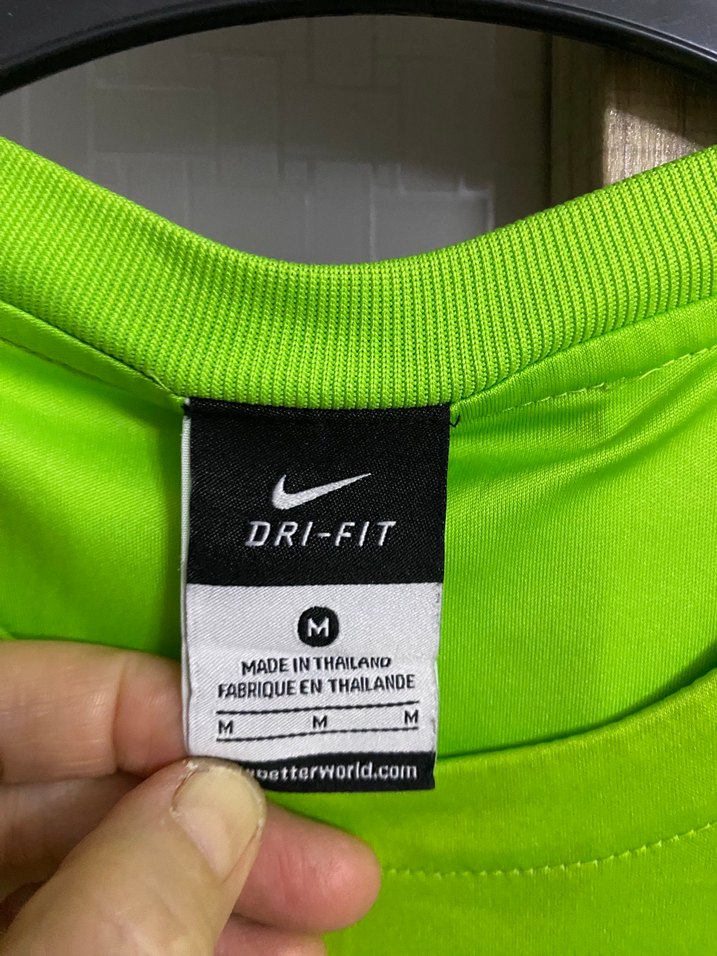 DRI-FIT
M
MADE IN THAILAND
FABRIQUE EN THAILANDE
M M M
betterworld.com